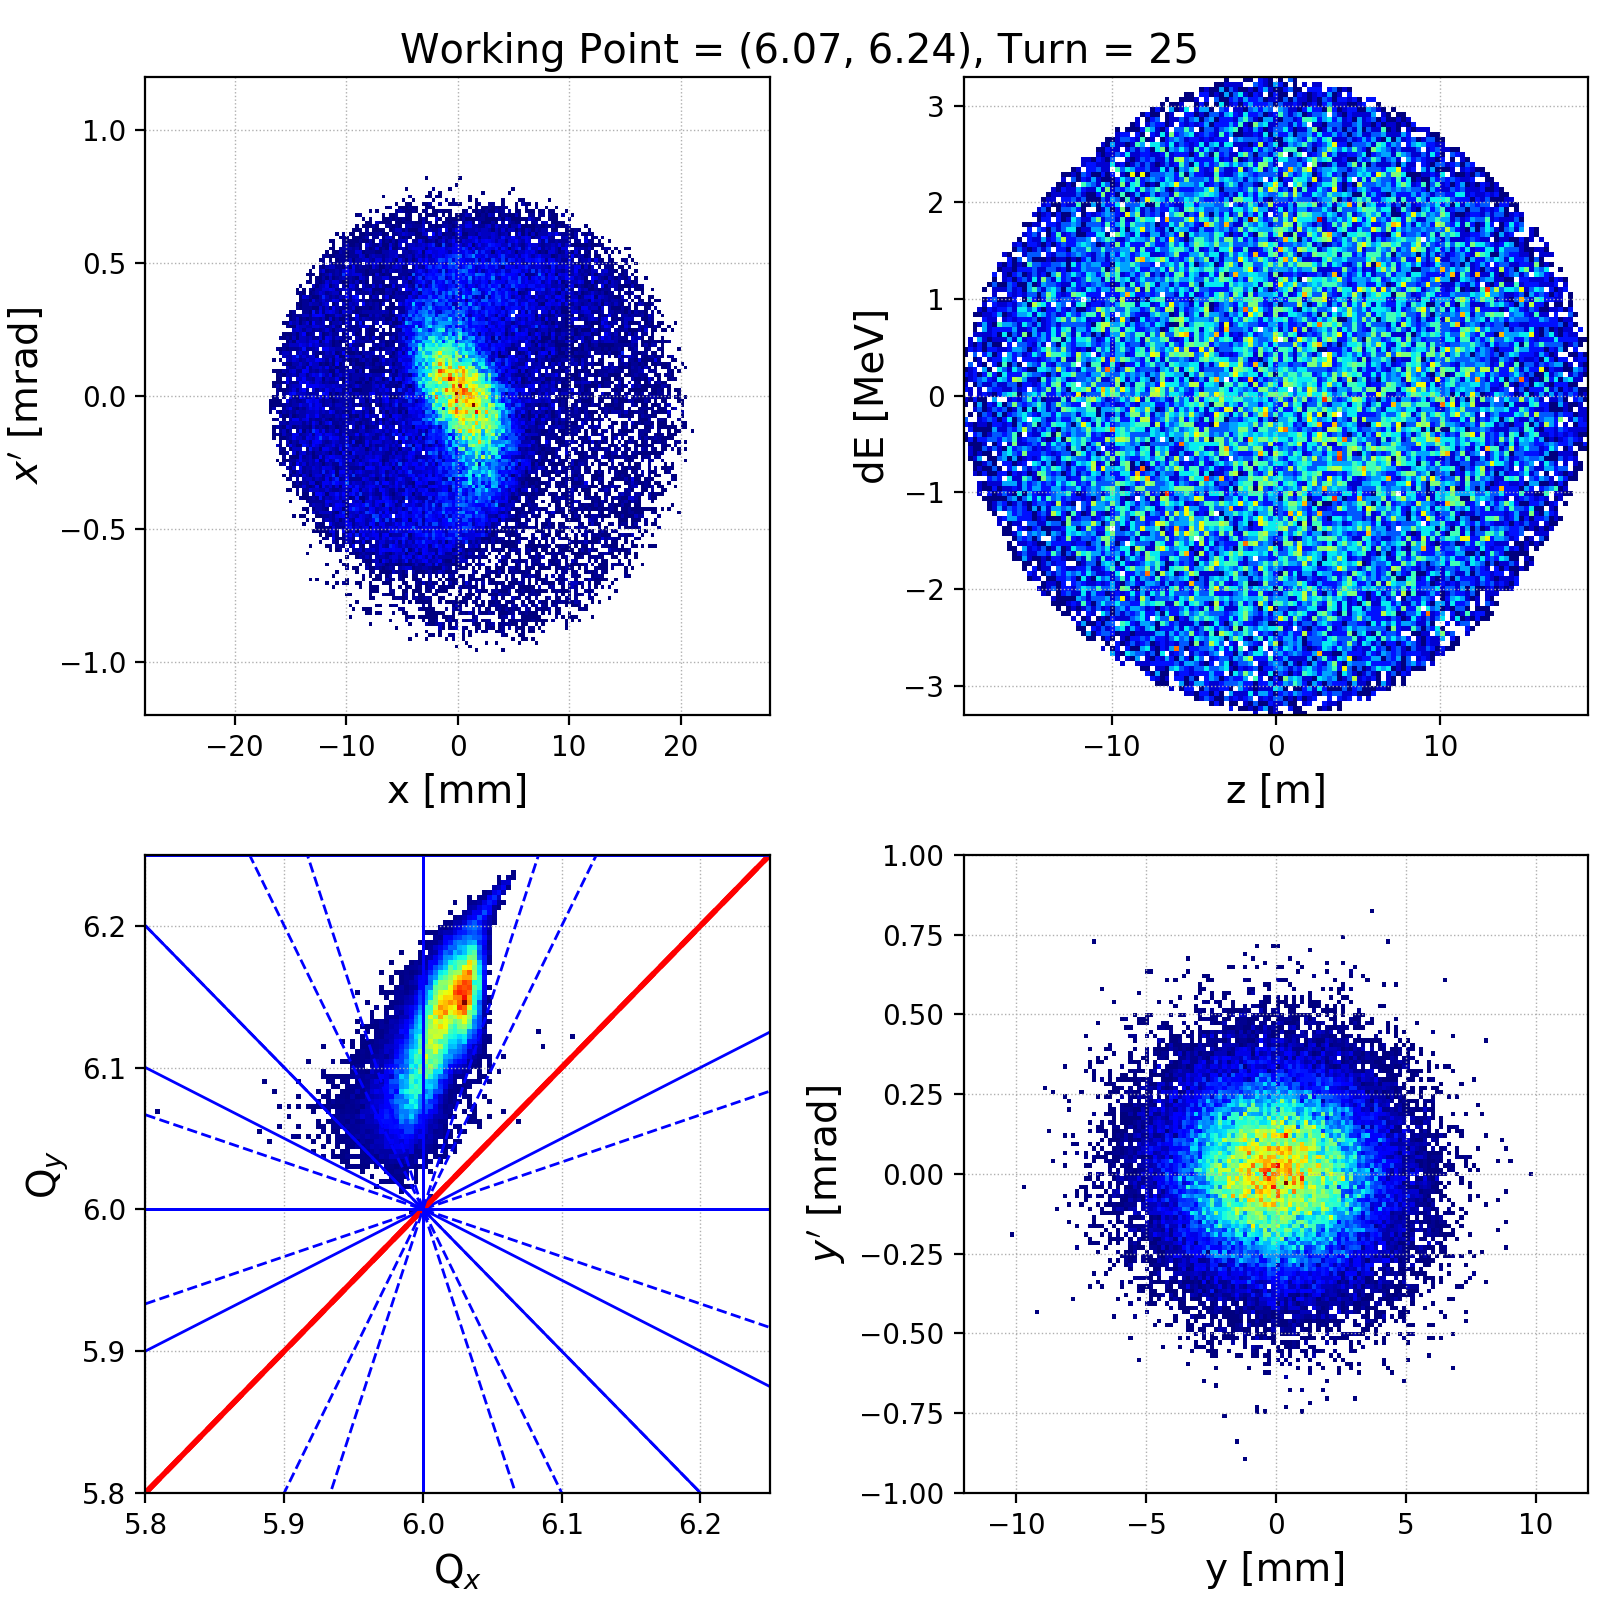 Working Point = (6.07, 6.24), Turn = 25
1.0
0.5
0.0
−0.5
−1.0
x′ [mrad]
−20 −10 0 10 20
x [mm]
3
2
1
0
−1
−2
−3
dE [MeV]
−10 0 10
z [m]
6.2
6.1
6.0
5.9
5.8
Qy
5.8 5.9 6.0 6.1 6.2
Qx
1.00
0.75
0.50
0.25
0.00
−0.25
−0.50
−0.75
−1.00
y′ [mrad]
−10 −5 0 5 10
y [mm]